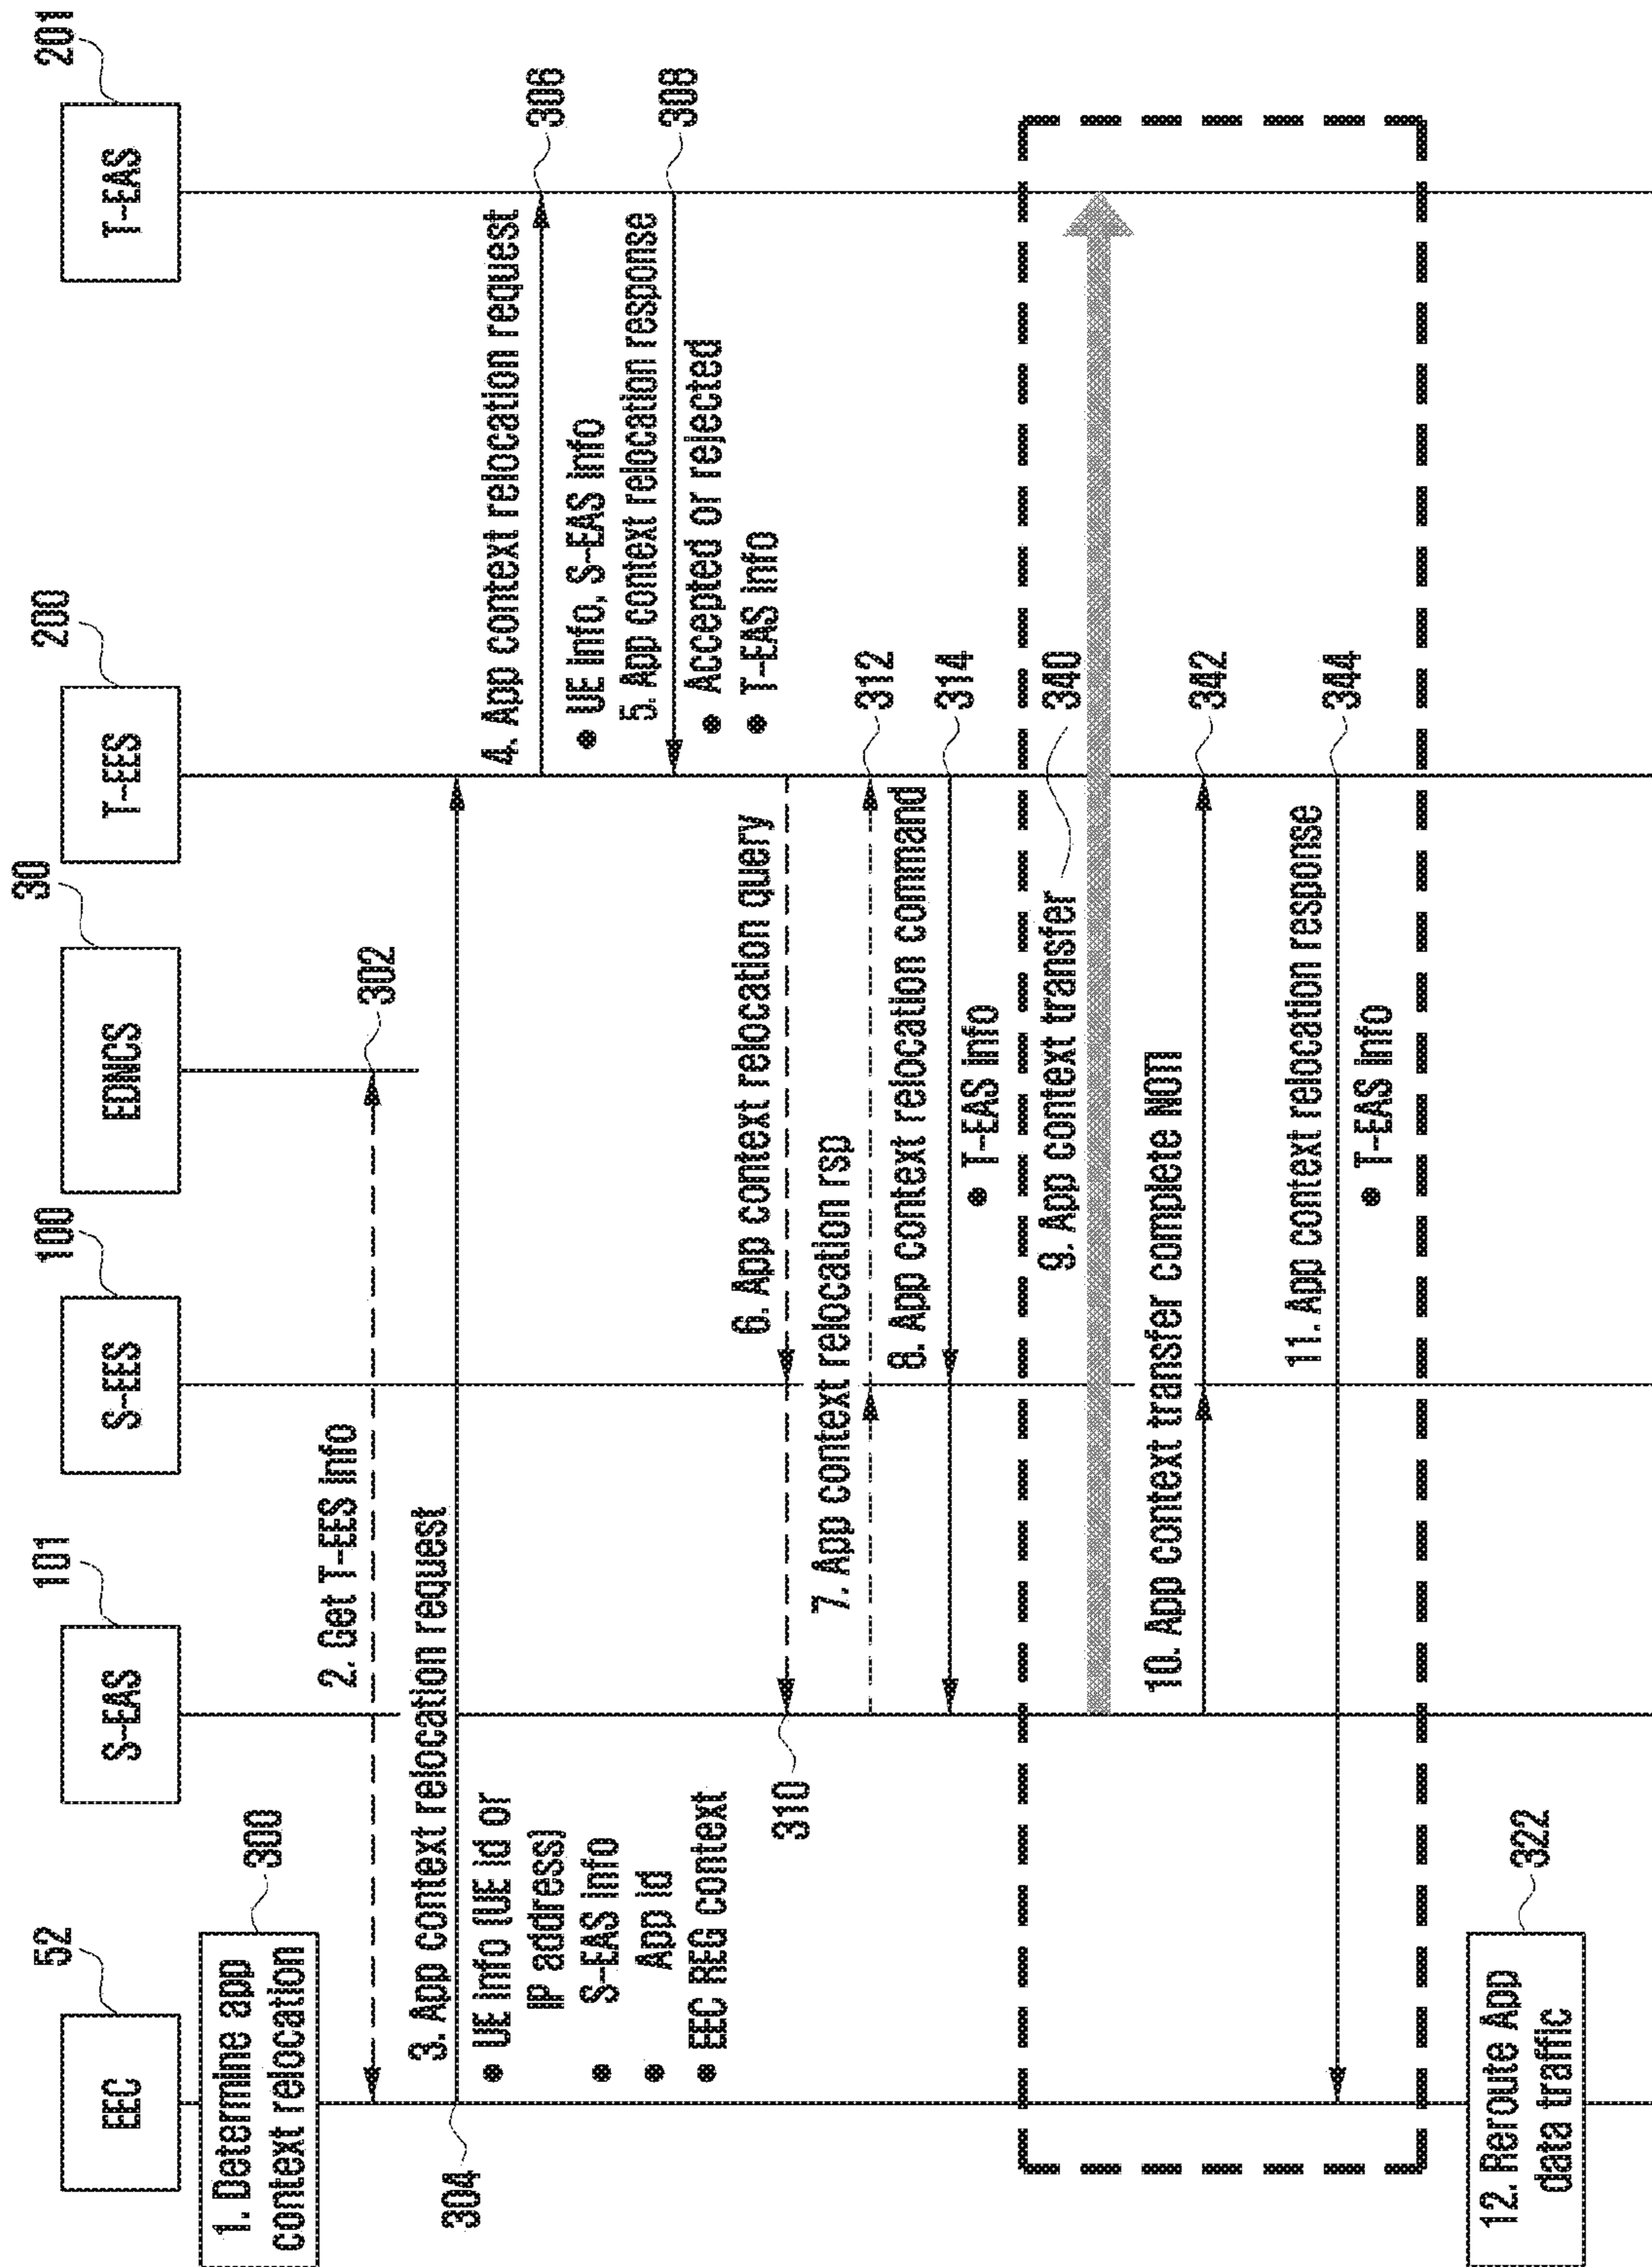 EEC
52
S-EAS
101
S-EES
100
EDNCS
30
T-EES
200
T-EAS
201
1. Determine app
context relocation
300
2. Get T-EES info
302
3. App context relocation request
304
● UE info (UE id or
IP address)
● S-EAS info
● App id
● EEC REG context
4. App context relocation request
306
● UE info, S-EAS info
5. App context relocation response
308
● Accepted or rejected
● T-EAS info
6. App context relocation query
310
7. App context relocation rsp
312
8. App context relocation command
314
● T-EAS info
9. App context transfer
340
10. App context transfer complete NOTI
342
11. App context relocation response
344
● T-EAS info
12. Reroute App
data traffic
322